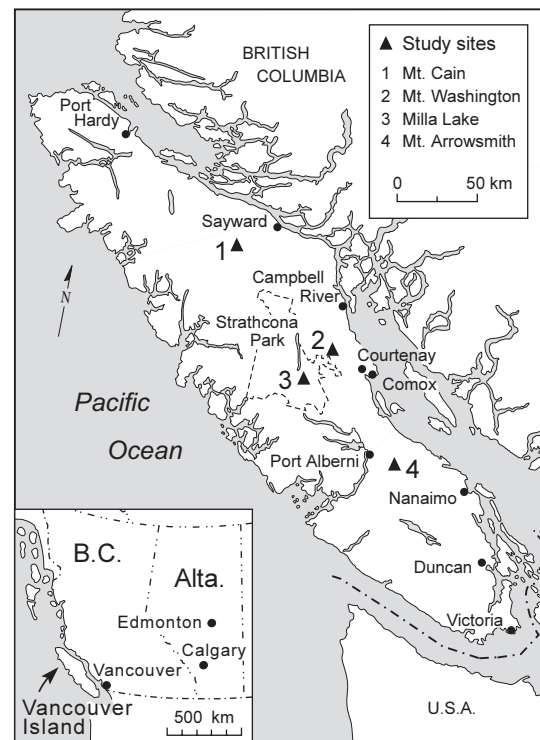 BRITISH
COLUMBIA
▲ Study sites
1 Mt. Cain
2 Mt. Washington
3 Milla Lake
4 Mt. Arrowsmith
0 50 km
Port
Hardy
Sayward
1
Campbell
River
N
Strathcona
Park
2
Courtenay
3
Comox
Pacific
Ocean
Port Alberni
4
Nanaimo
B.C.
Duncan
Alta.
Edmonton
Victoria
Calgary
Vancouver
Vancouver
Island
500 km
U.S.A.